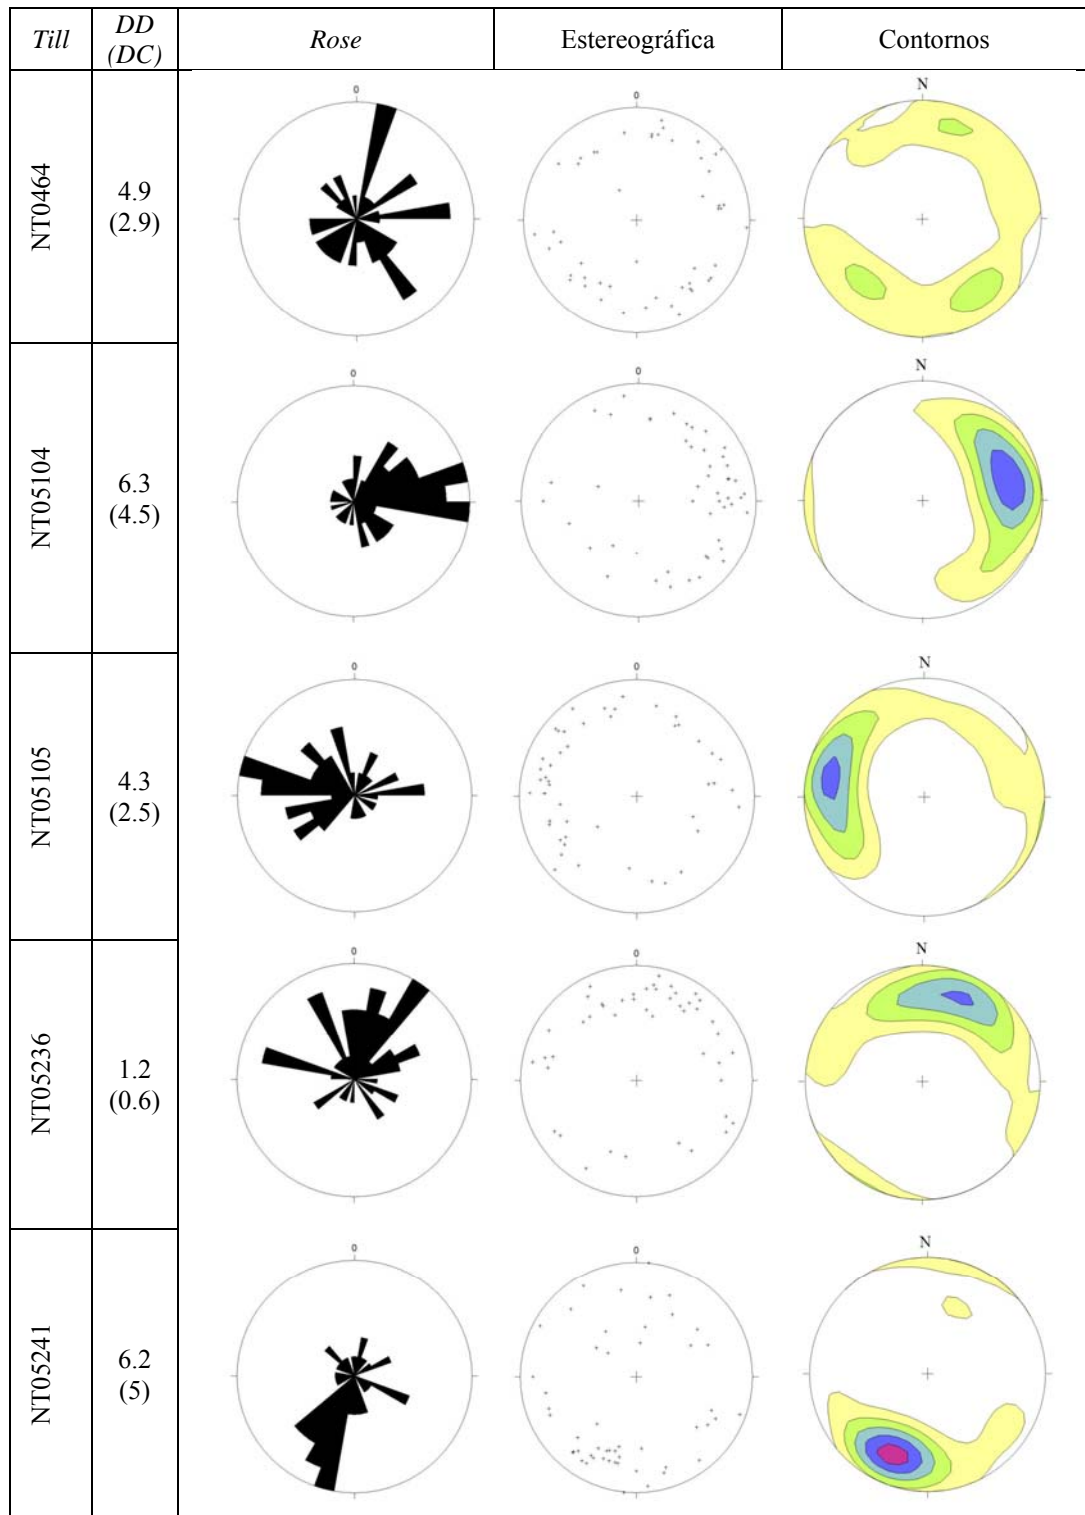 Till DD (DC) Rose Estereográfica Contornos
NT0464 4.9 (2.9) 0 0 N
NT05104 6.3 (4.5) 0 0 N
NT05105 4.3 (2.5) 0 0 N
NT05236 1.2 (0.6) 0 0 N
NT05241 6.2 (5) 0 0 N